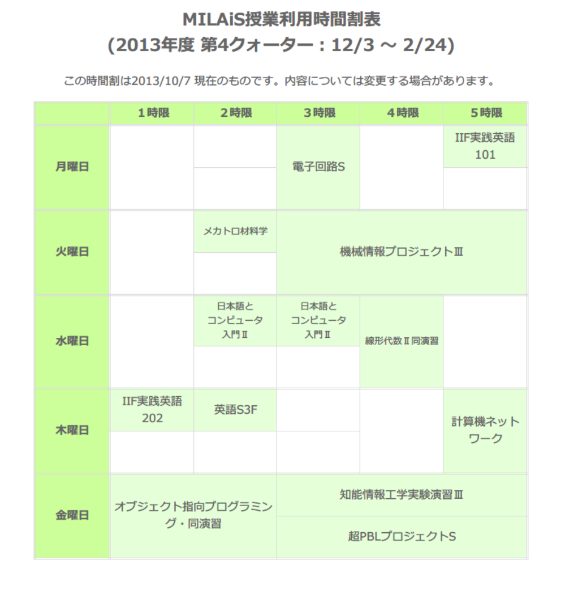 MILAiS授業利用時間割表
(2013年度 第4クォーター：12/3 ～ 2/24)
この時間割は2013/10/7 現在のものです。内容については変更する場合があります。
1時限 2時限 3時限 4時限 5時限
月曜日
電子回路S
IIF実践英語
101
火曜日
メカトロ材料学
機械情報プロジェクトⅢ
水曜日
日本語と
コンピュータ
入門Ⅱ
日本語と
コンピュータ
入門Ⅱ
線形代数Ⅱ同演習
木曜日
IIF実践英語
202
英語S3F
計算機ネット
ワーク
金曜日
オブジェクト指向プログラミン
グ・同演習
知能情報工学実験演習Ⅲ
超PBLプロジェクトS